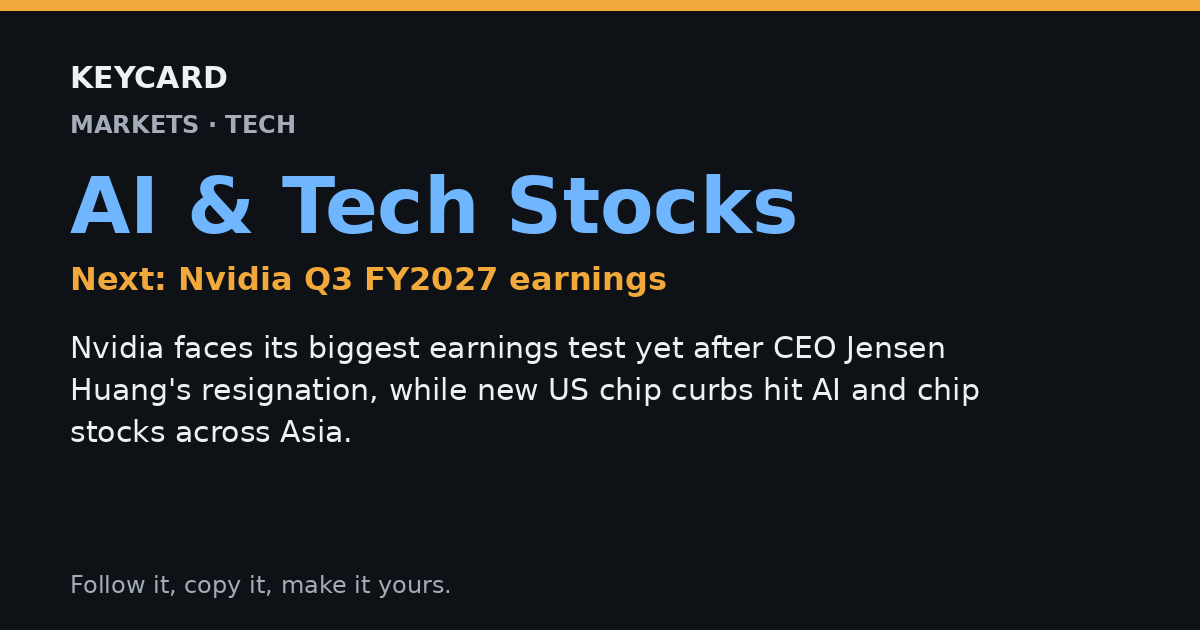 KEYCARD
MARKETS · TECH
AI & Tech Stocks
Next: Nvidia Q3 FY2027 earnings
Nvidia faces its biggest earnings test yet after CEO Jensen
Huang's resignation, while new US chip curbs hit AI and chip
stocks across Asia.
Follow it, copy it, make it yours.